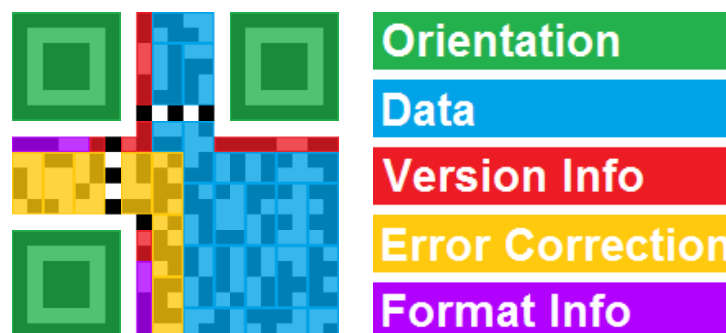 Orientation
Data
Version Info
Error Correction
Format Info